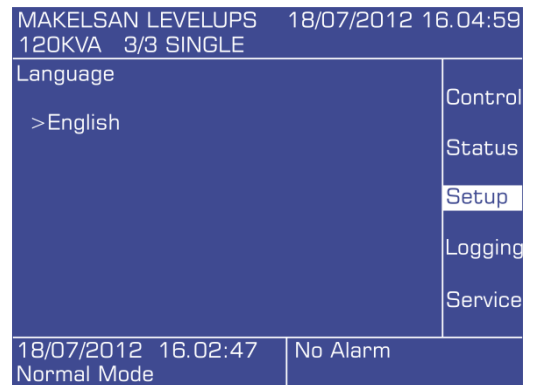 MAKELSAN LEVELUPS 18/07/2012 16.04:59
120KVA 3/3 SINGLE
Language
>English
Control
Status
Setup
Logging
Service
18/07/2012 16.02:47
Normal Mode
No Alarm